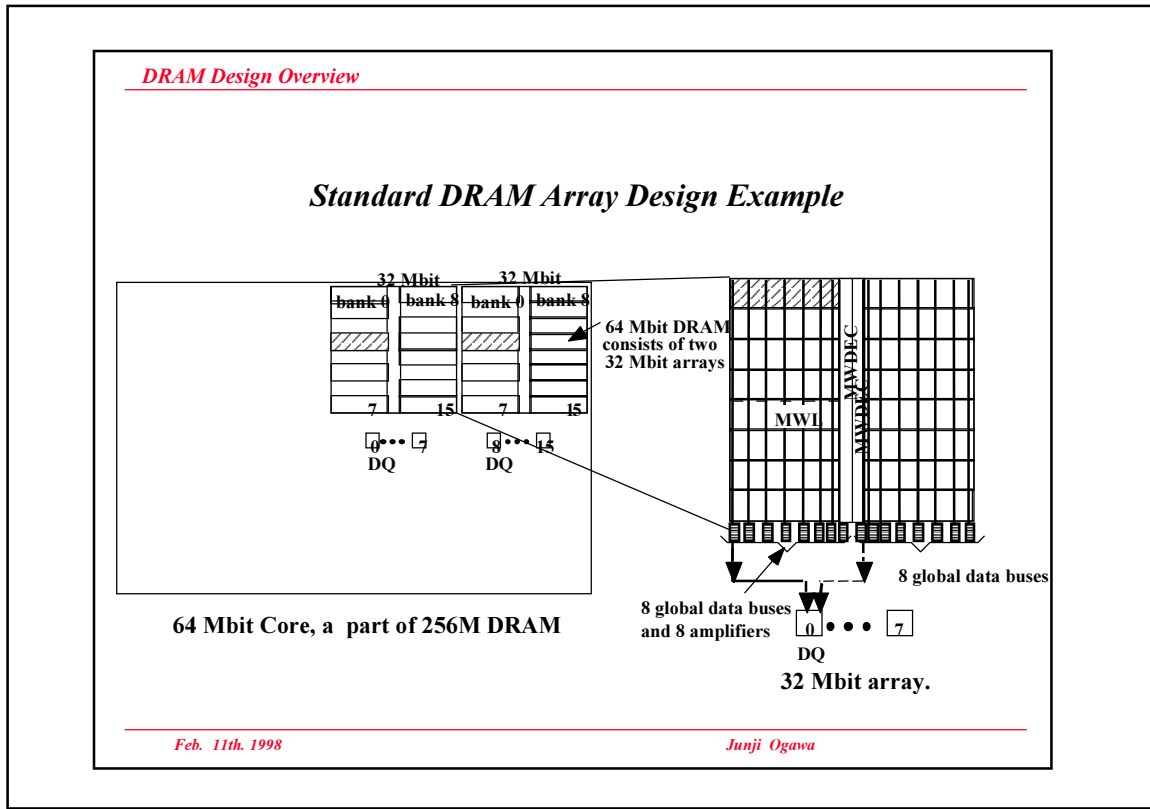 DRAM Design Overview
Standard DRAM Array Design Example
32 Mbit 32 Mbit
bank 0 bank 8 bank 0 bank 8
7 15 7 15
0 7 8 15
DQ DQ
64 Mbit DRAM
consists of two
32 Mbit arrays
64 Mbit Core, a part of 256M DRAM
MWDEC
MWDEC
MWL
8 global data buses
8 global data buses
and 8 amplifiers
0 7
DQ
32 Mbit array.
Feb. 11th. 1998
Junji Ogawa